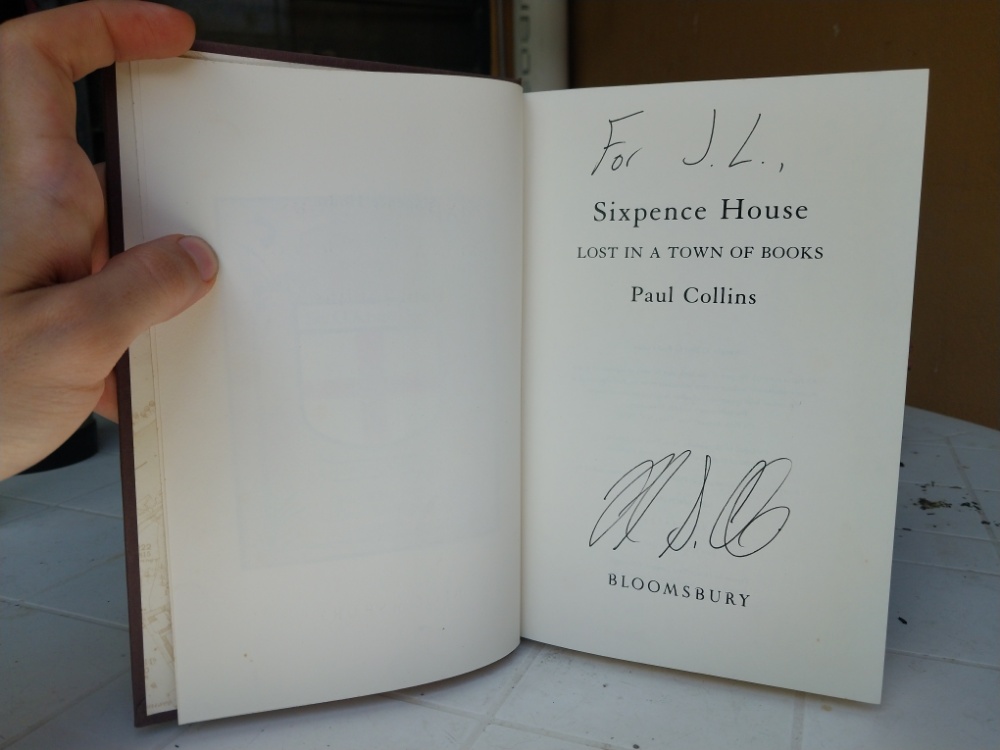 For J.L.,
Sixpence House
LOST IN A TOWN OF BOOKS
Paul Collins
BLOOMSBURY